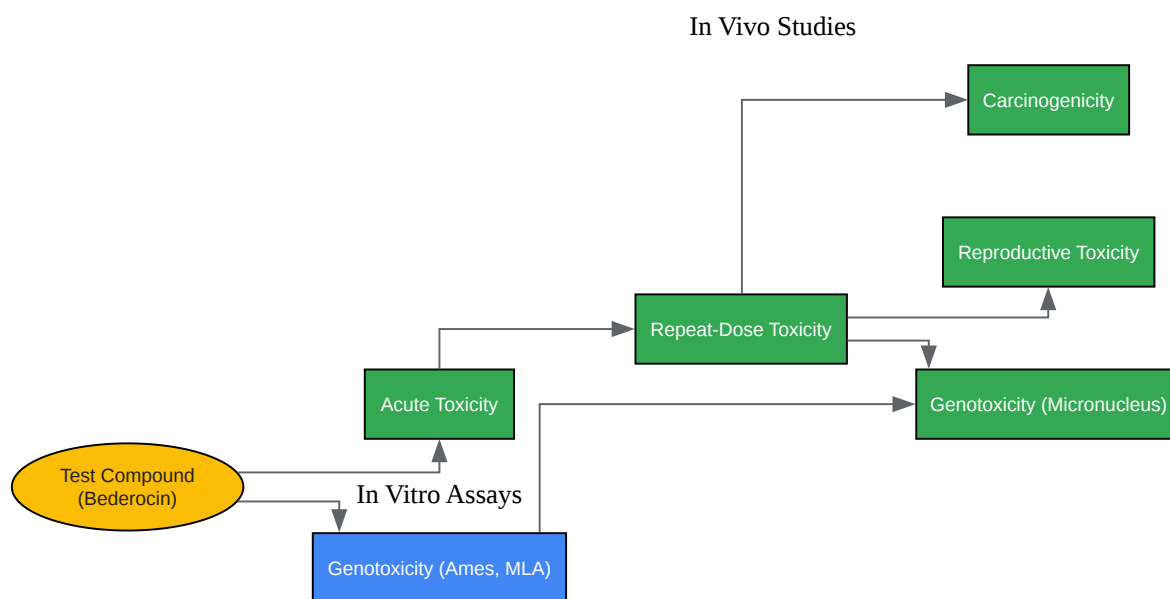 In Vivo Studies
Carcinogenicity
Reproductive Toxicity
Repeat-Dose Toxicity
Acute Toxicity
Genotoxicity (Micronucleus)
Test Compound
(Bederocin)
In Vitro Assays
Genotoxicity (Ames, MLA)